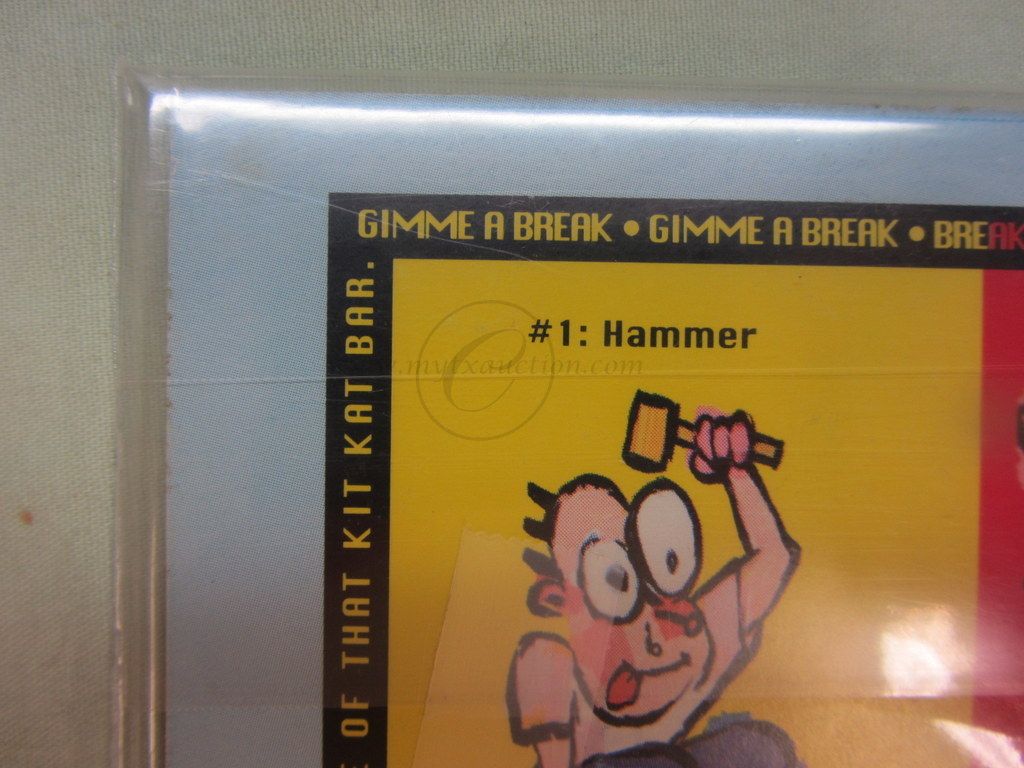 GIMME A BREAK • GIMME A BREAK • BREAK
OF THAT KIT KAT BAR.
#1: Hammer
www.mytxauction.com